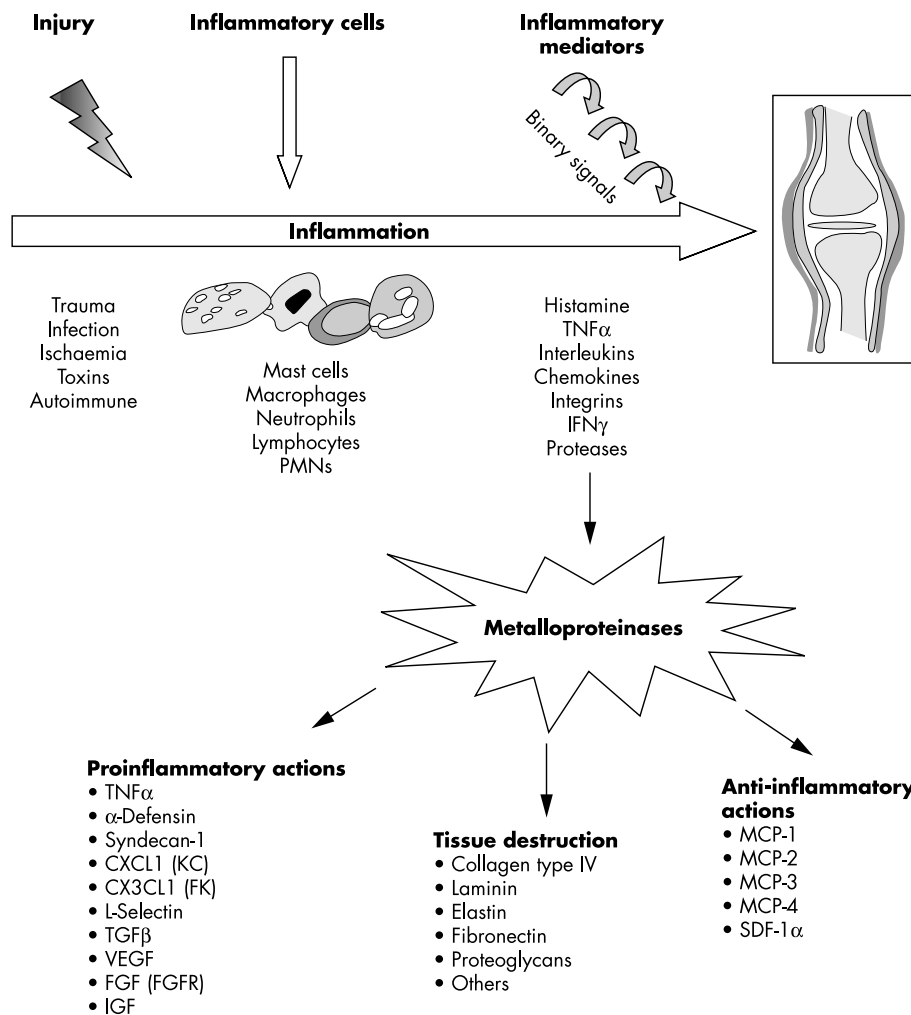 Injury
Inflammatory cells
Inflammatory
mediators
Binary signals
Inflammation
Trauma
Infection
Ischaemia
Toxins
Autoimmune
Mast cells
Macrophages
Neutrophils
Lymphocytes
PMNs
Histamine
TNFα
Interleukins
Chemokines
Integrins
IFNγ
Proteases
Metalloproteinases
Proinflammatory actions
• TNFα
• α-Defensin
• Syndecan-1
• CXCL1 (KC)
• CX3CL1 (FK)
• L-Selectin
• TGFβ
• VEGF
• FGF (FGFR)
• IGF
Tissue destruction
• Collagen type IV
• Laminin
• Elastin
• Fibronectin
• Proteoglycans
• Others
Anti-inflammatory
actions
• MCP-1
• MCP-2
• MCP-3
• MCP-4
• SDF-1α